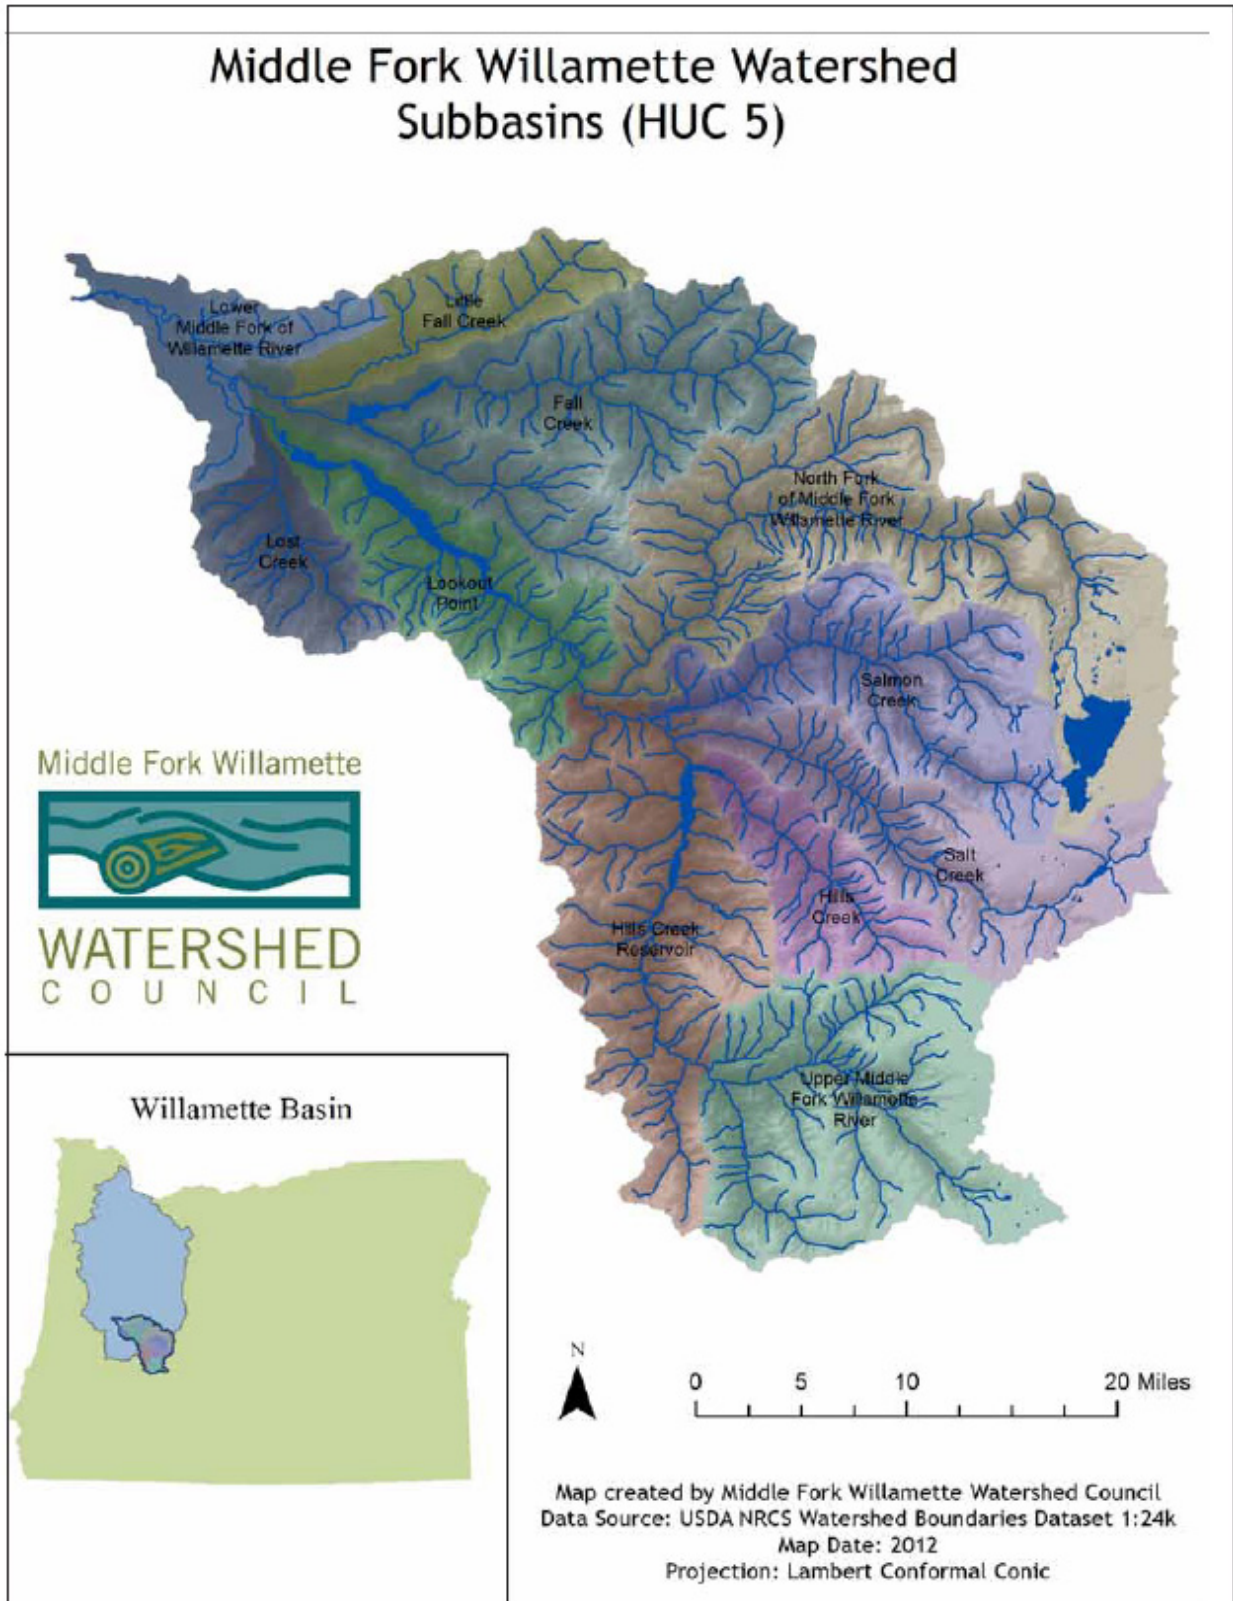 Middle Fork Willamette Watershed
Subbasins (HUC 5)
Lower
Middle Fork of
Willamette River
Little
Fall Creek
Fall
Creek
North Fork
of Middle Fork
Willamette River
Lost
Creek
Lookout
Point
Salmon
Creek
Salt
Creek
Hills
Creek
Hills Creek
Reservoir
Upper Middle
Fork Willamette
River
Middle Fork Willamette
WATERSHED
COUNCIL
Willamette Basin
N
0 5 10 20 Miles
Map created by Middle Fork Willamette Watershed Council
Data Source: USDA NRCS Watershed Boundaries Dataset 1:24k
Map Date: 2012
Projection: Lambert Conformal Conic